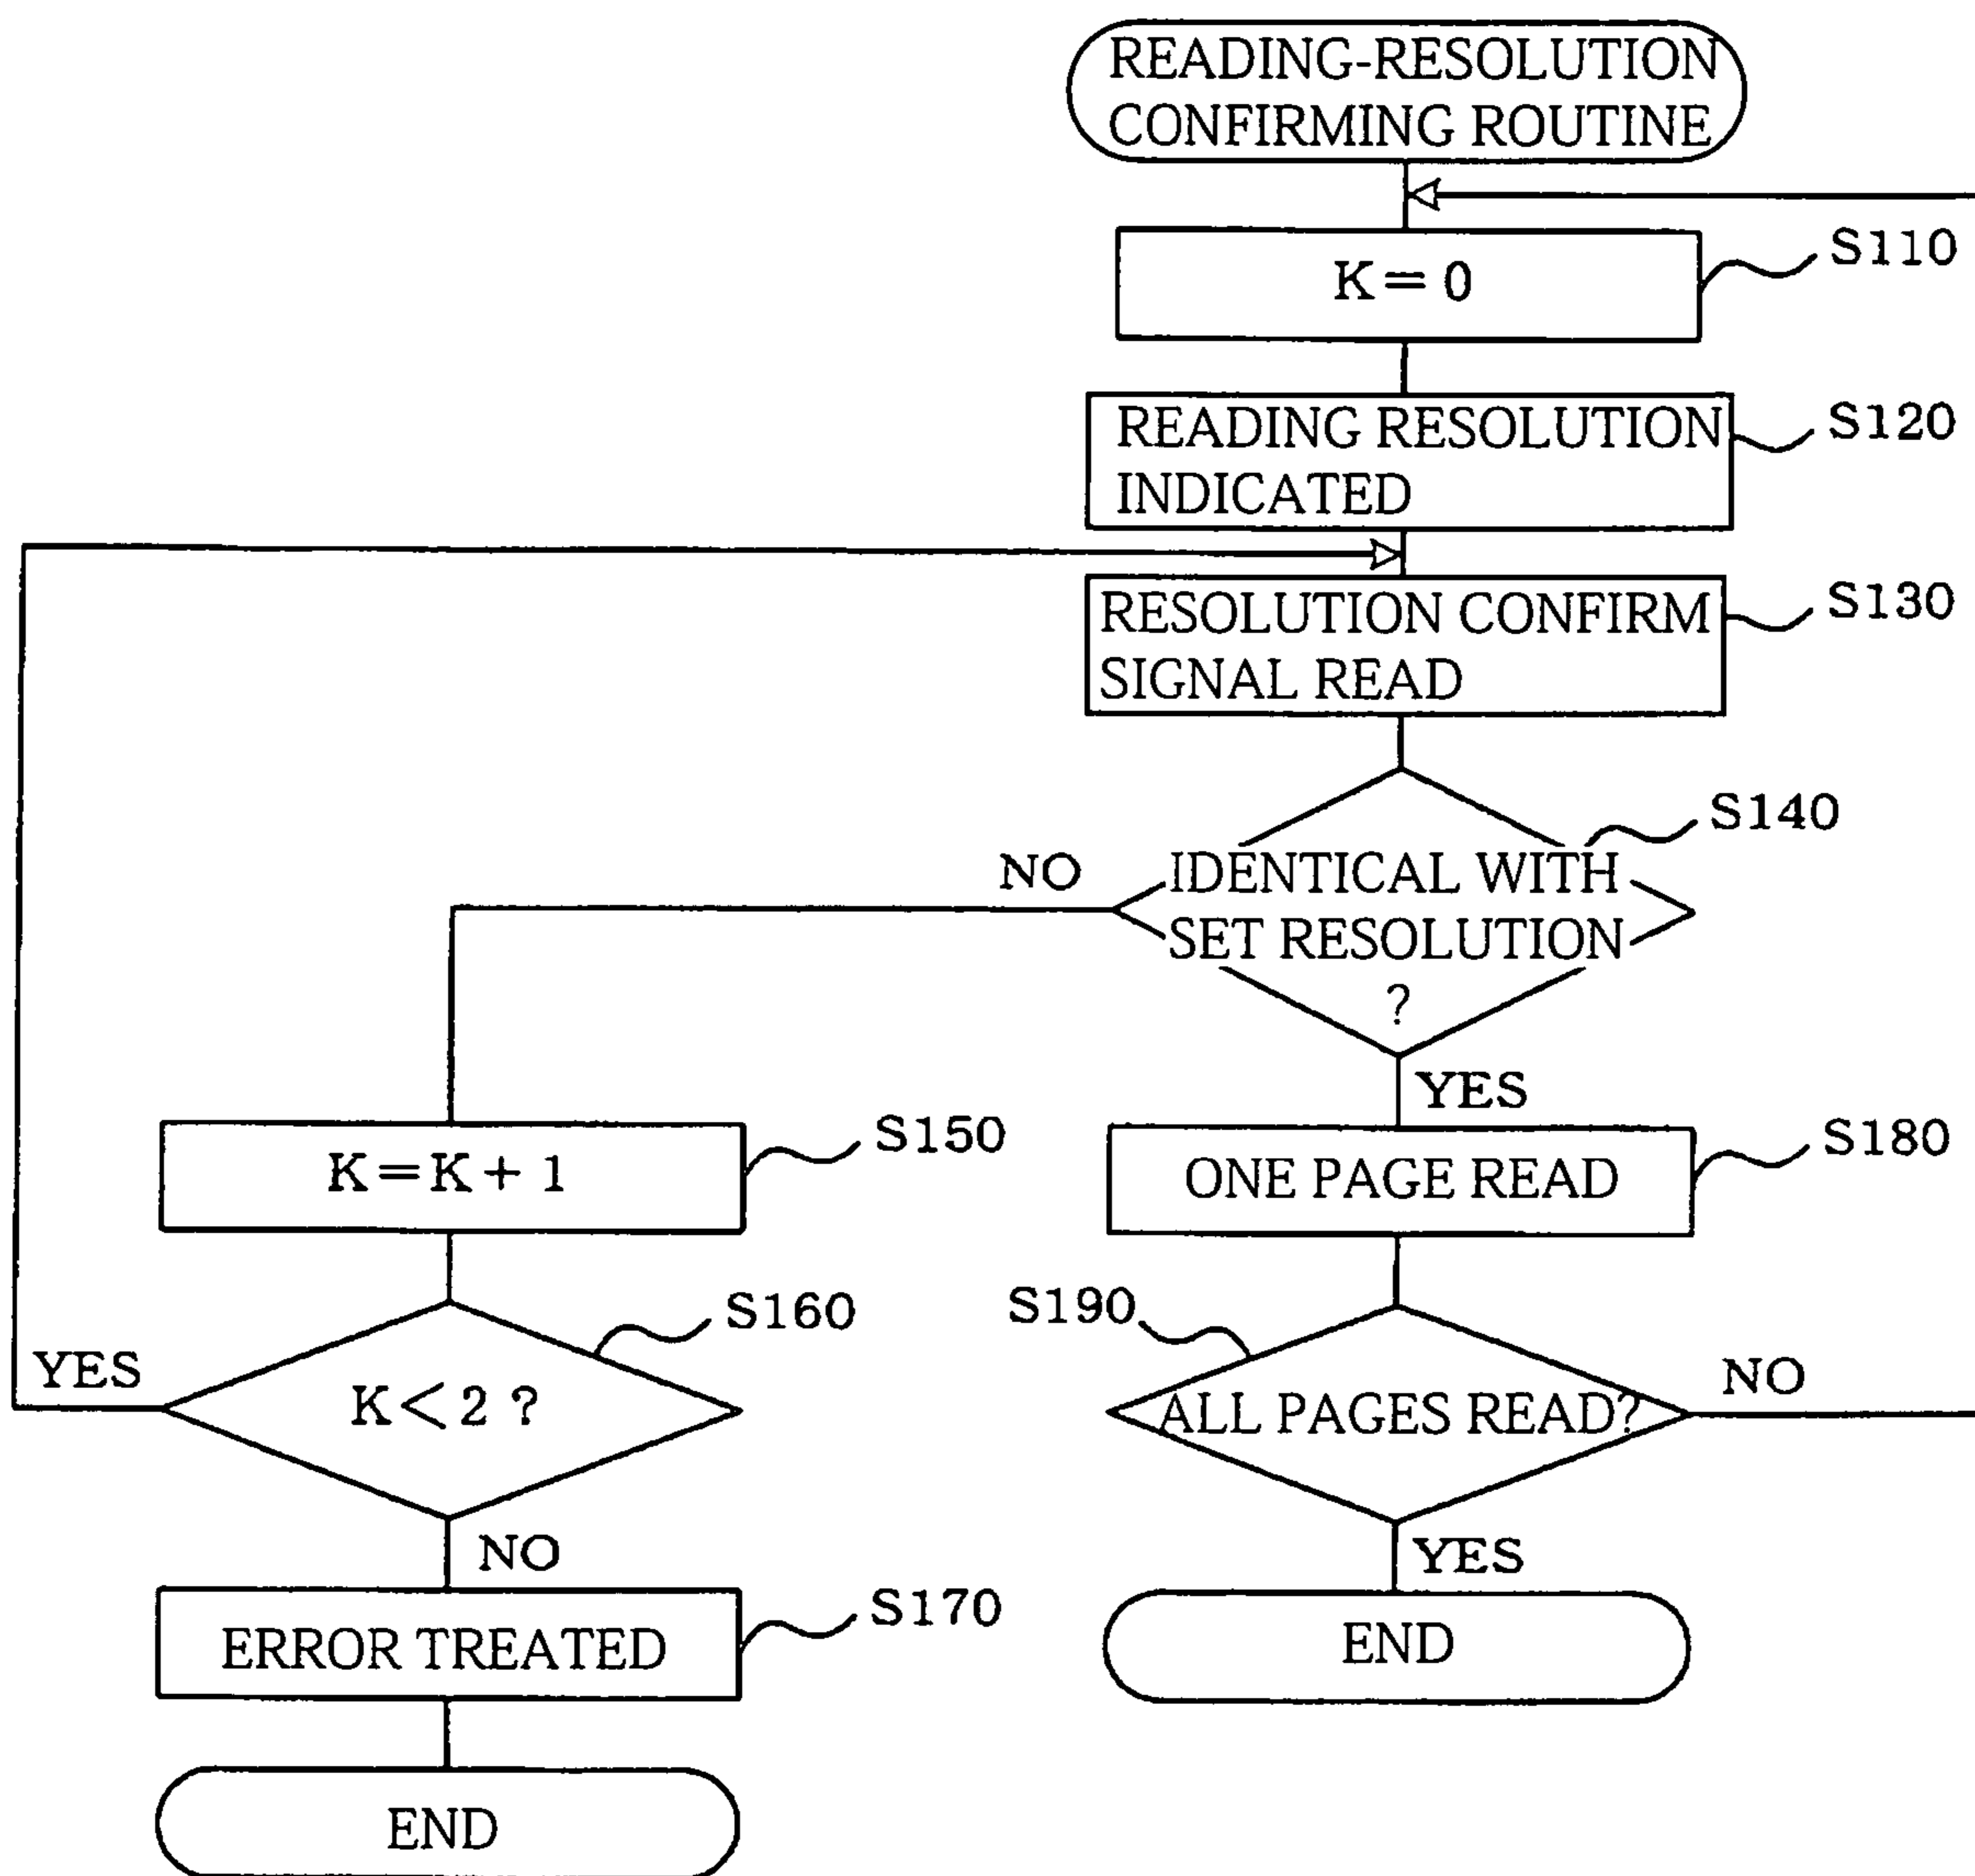 READING-RESOLUTION
CONFIRMING ROUTINE
K=0
S110
READING RESOLUTION
INDICATED
S120
RESOLUTION CONFIRM
SIGNAL READ
S130
IDENTICAL WITH
SET RESOLUTION
?
S140
NO
YES
K=K+1
S150
ONE PAGE READ
S180
K<2?
S160
YES
NO
ALL PAGES READ?
S190
NO
YES
ERROR TREATED
S170
END
END